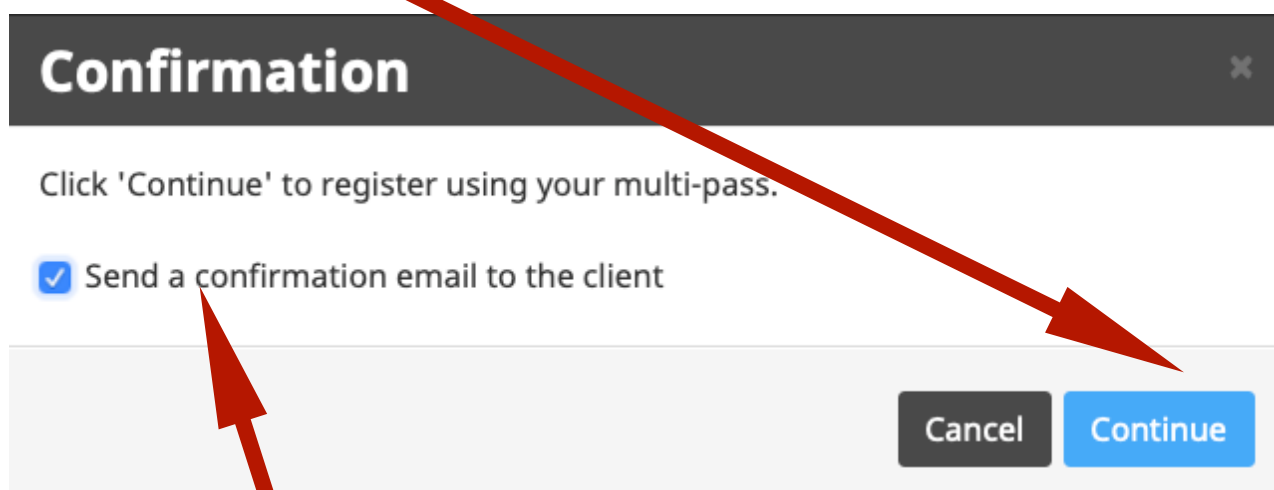 Confirmation
Click 'Continue' to register using your multi-pass.
Send a confirmation email to the client
Cancel Continue